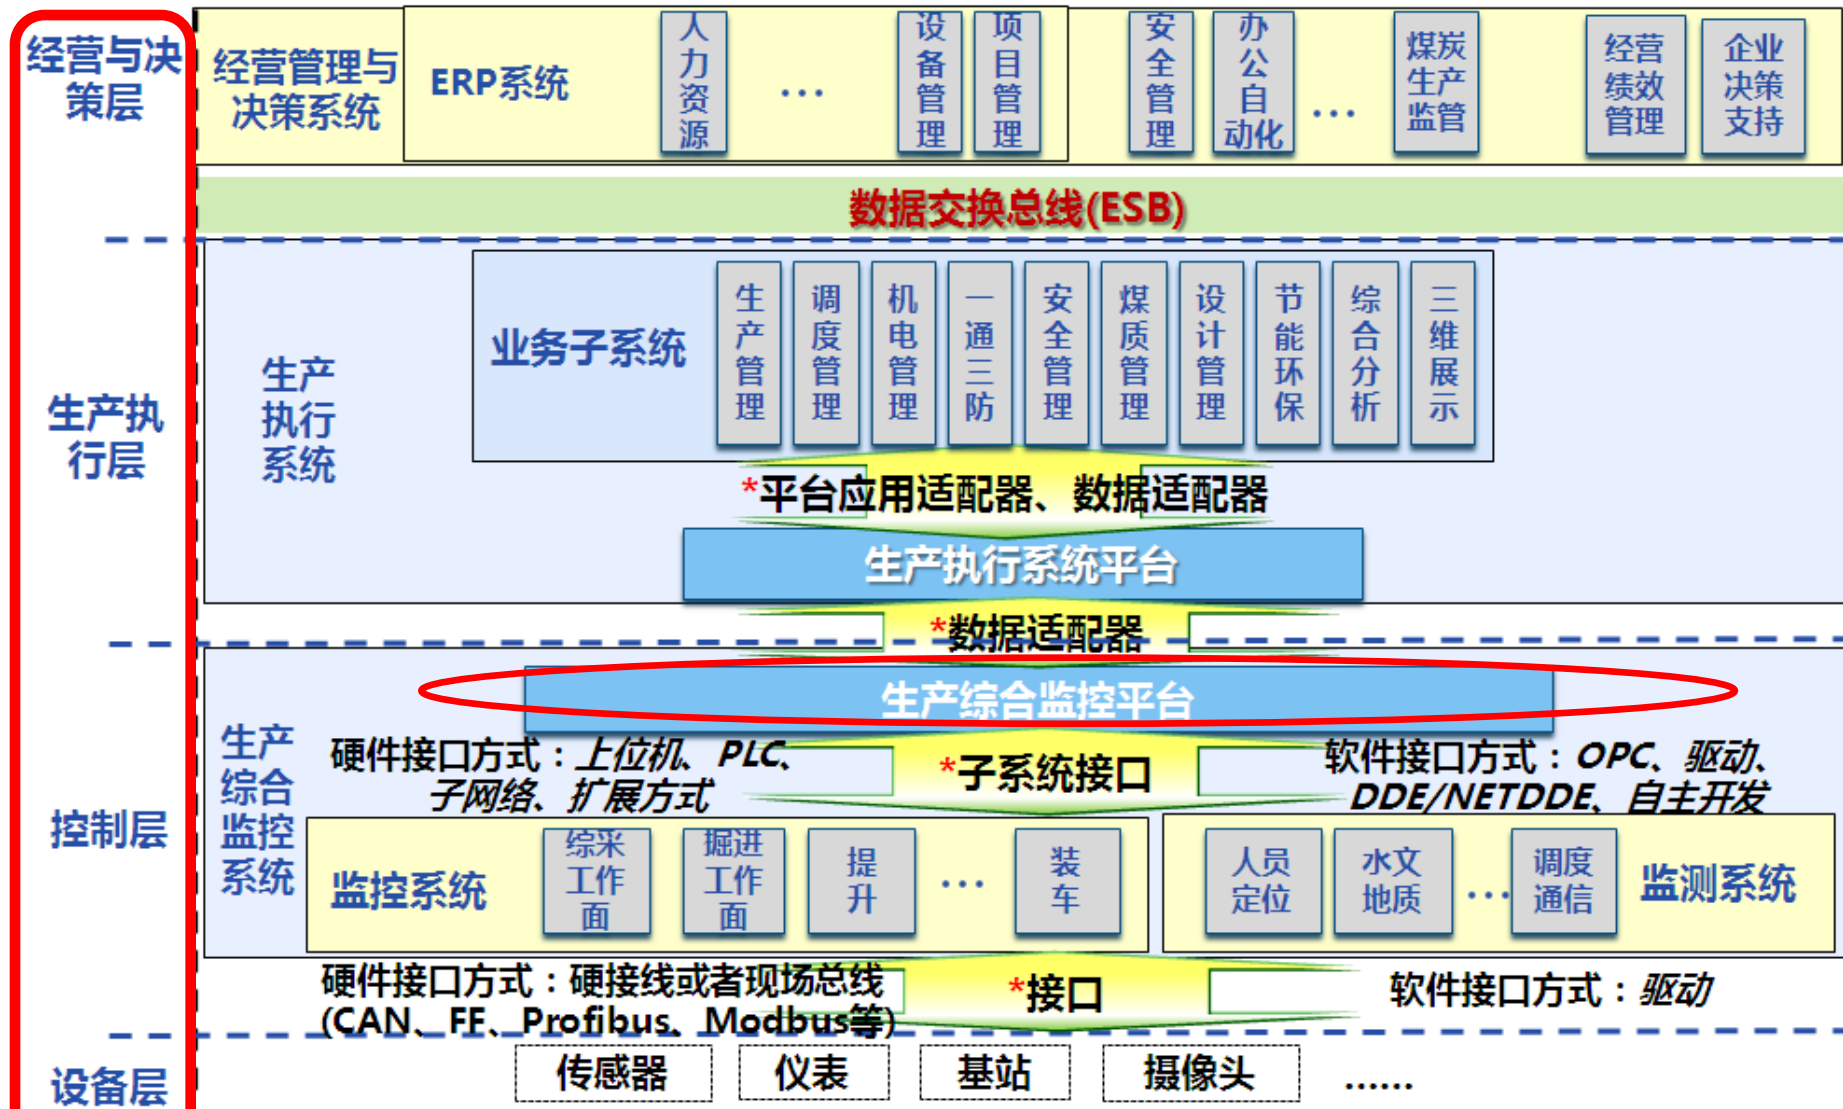 经营与决
策层
经营管理与
决策系统
ERP系统
人力资源
...
设备管理
项目管理
安全管理
办公自动化
...
煤炭
生产
监管
经营
绩效
管理
企业
决策
支持
数据交换总线(ESB)
生产执
行层
生产
执行
系统
业务子系统
生产管理
调度管理
机电管理
一通三防
安全管理
煤质管理
设计管理
节能环保
综合分析
三维展示
*平台应用适配器、数据适配器
生产执行系统平台
*数据适配器
控制层
生产
综合
监控
系统
生产综合监控平台
硬件接口方式：上位机、PLC、
子网络、扩展方式
*子系统接口
软件接口方式：OPC、驱动、
DDE/NETDDE、自主开发
监控系统
综采
工作
面
掘进
工作
面
提升
...
装车
人员
定位
水文
地质
...
调度
通信
监测系统
硬件接口方式：硬接线或者现场总线
(CAN、FF、Profibus、Modbus等)
*接口
软件接口方式：驱动
设备层
传感器
仪表
基站
摄像头
......